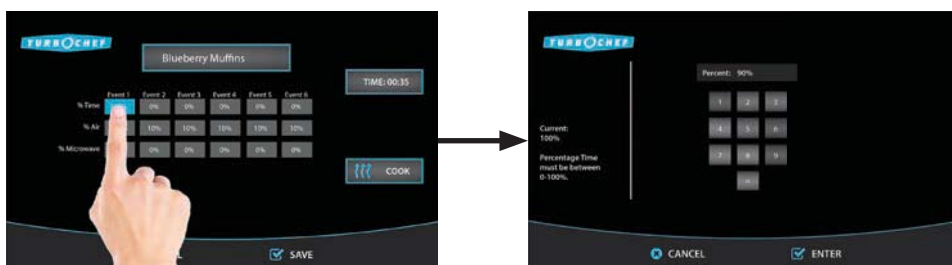 TURBOCHEF
Blueberry Muffins
TIME: 00:35
Event 1 Event 2 Event 3 Event 4 Event 5 Event 6
% Time 0% 0% 0% 0% 0%
% Air 10% 10% 10% 10% 10%
% Microwave 0% 0% 0% 0% 0%
COOK
SAVE
TURBOCHEF
Percent: 90%
1 2 3
4 5 6
7 8 9
Current:
100%
Percentage Time
must be between
0-100%.
CANCEL
ENTER